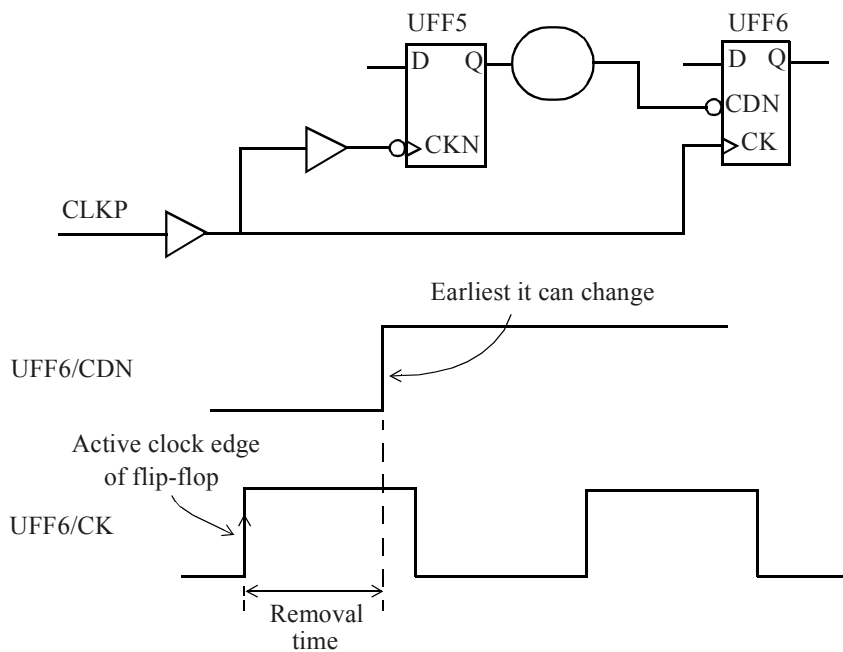 UFF5
UFF6
D
Q
D
Q
CDN
CKN
CK
CLKP
Earliest it can change
UFF6/CDN
Active clock edge
of flip-flop
UFF6/CK
Removal
time